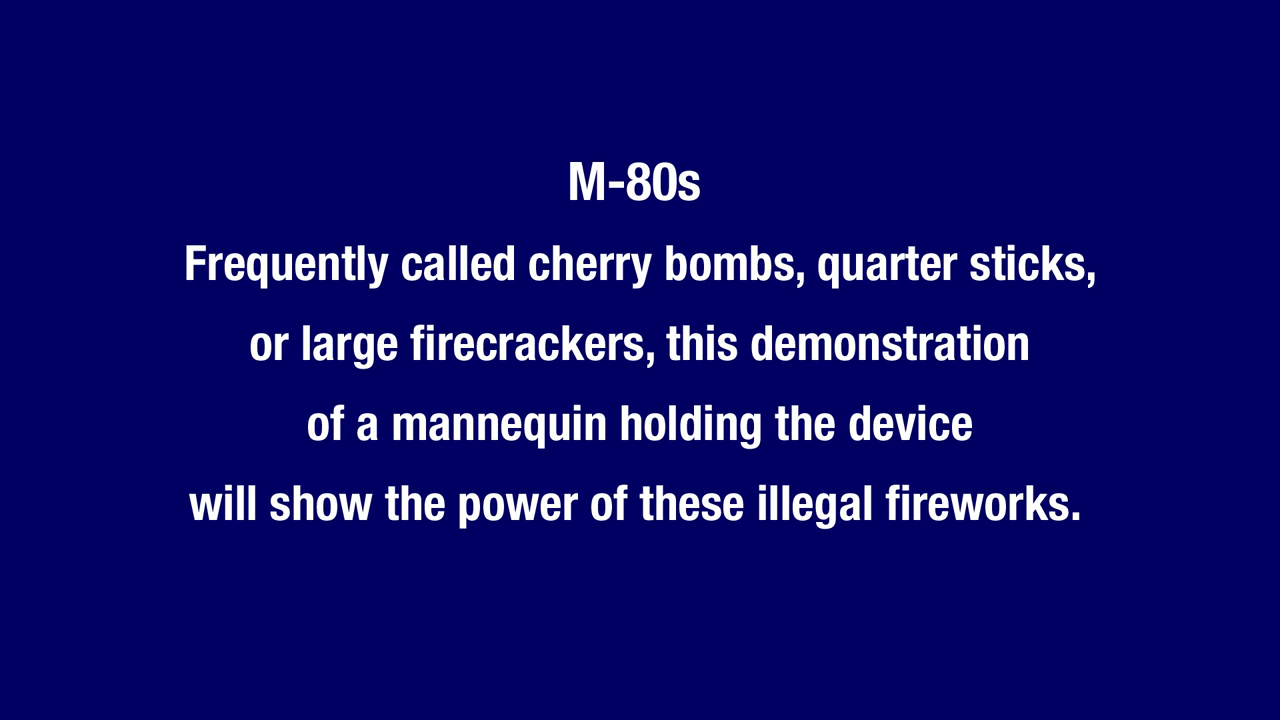 M-80s
Frequently called cherry bombs, quarter sticks,
or large firecrackers, this demonstration
of a mannequin holding the device
will show the power of these illegal fireworks.